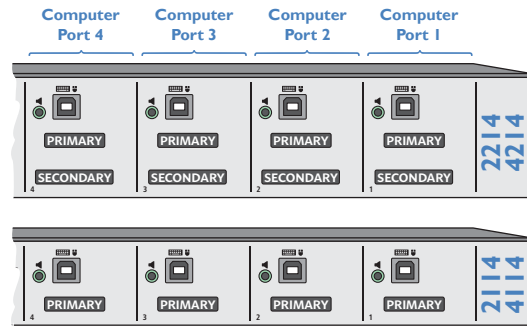 Computer Port 4
Computer Port 3
Computer Port 2
Computer Port 1
PRIMARY PRIMARY PRIMARY PRIMARY
SECONDARY SECONDARY SECONDARY SECONDARY
4 3 2 1
2214
4214
PRIMARY PRIMARY PRIMARY PRIMARY
4 3 2 1
2114
4114